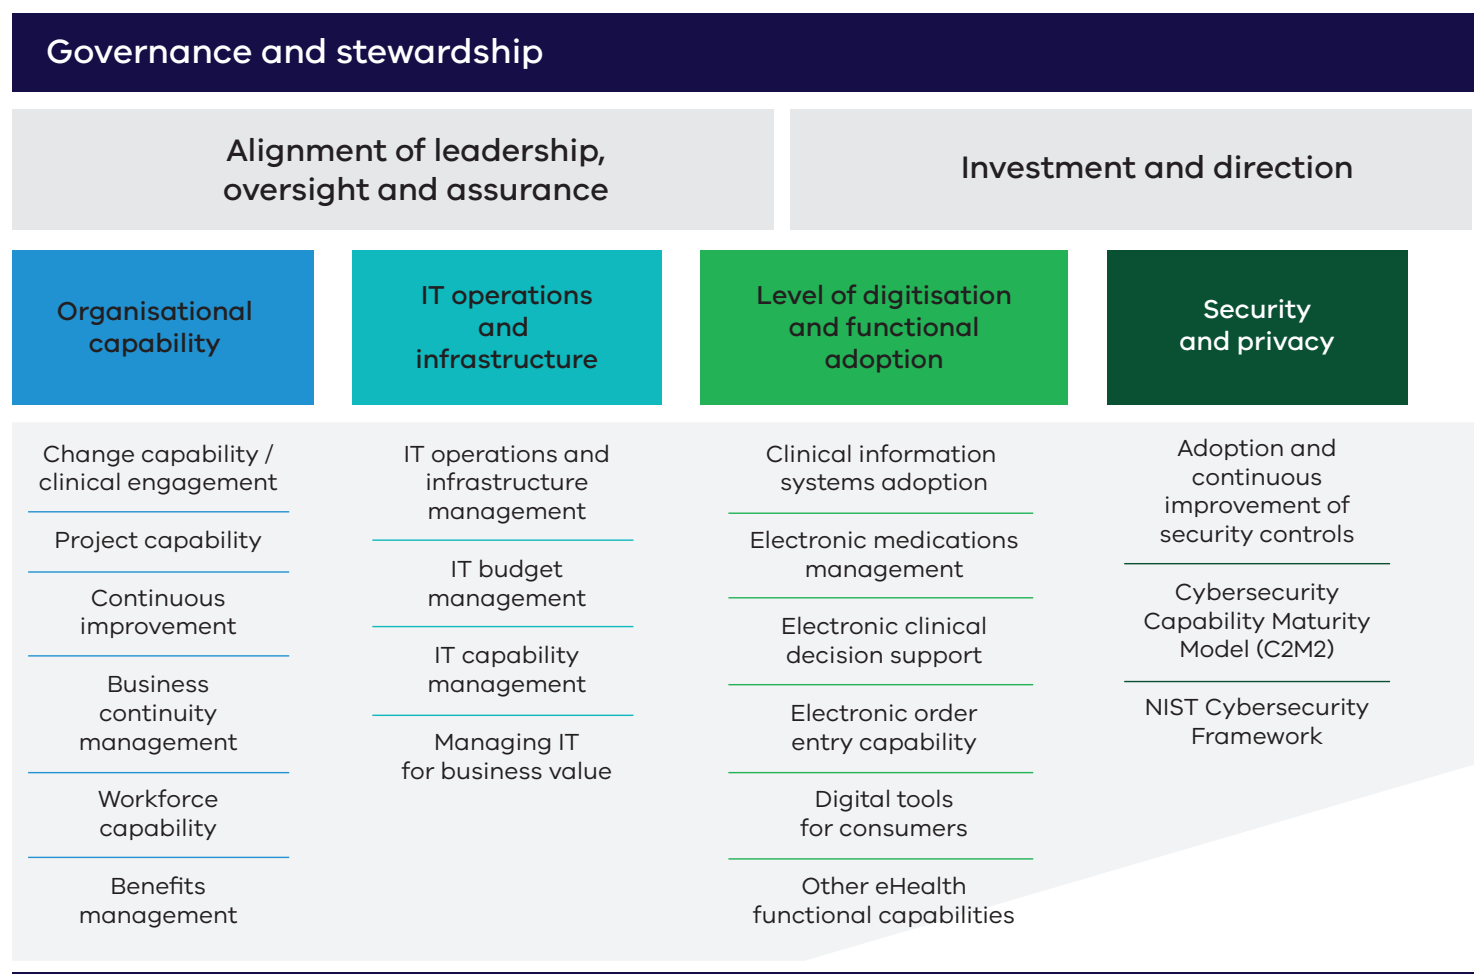 Governance and stewardship
Alignment of leadership,
oversight and assurance
Investment and direction
Organisational
capability
IT operations
and
infrastructure
Level of digitisation
and functional
adoption
Security
and privacy
Change capability /
clinical engagement
Project capability
Continuous
improvement
Business
continuity
management
Workforce
capability
Benefits
management
IT operations and
infrastructure
management
IT budget
management
IT capability
management
Managing IT
for business value
Clinical information
systems adoption
Electronic medications
management
Electronic clinical
decision support
Electronic order
entry capability
Digital tools
for consumers
Other eHealth
functional capabilities
Adoption and
continuous
improvement of
security controls
Cybersecurity
Capability Maturity
Model (C2M2)
NIST Cybersecurity
Framework